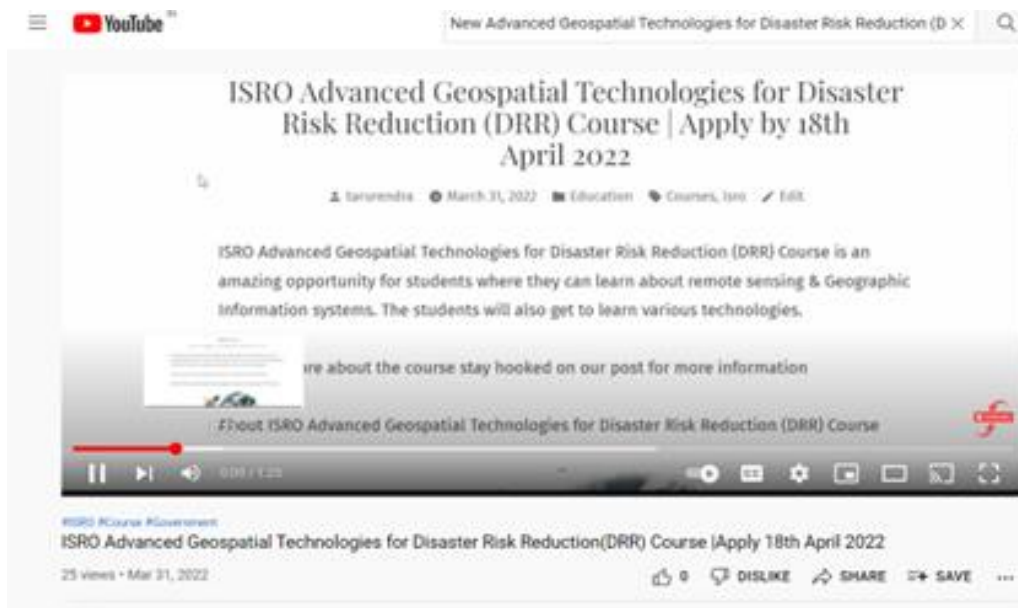 YouTube
New Advanced Geospatial Technologies for Disaster Risk Reduction (D
ISRO Advanced Geospatial Technologies for Disaster
Risk Reduction (DRR) Course | Apply by 18th
April 2022
tarurendra March 31, 2022 Education Courses, Isro Edit
ISRO Advanced Geospatial Technologies for Disaster Risk Reduction (DRR) Course is an
amazing opportunity for students where they can learn about remote sensing & Geographic
Information systems. The students will also get to learn various technologies.
re about the course stay hooked on our post for more information
About ISRO Advanced Geospatial Technologies for Disaster Risk Reduction (DRR) Course
#ISRO #Course #Government
ISRO Advanced Geospatial Technologies for Disaster Risk Reduction(DRR) Course |Apply 18th April 2022
25 views • Mar 31, 2022
0 DISLIKE SHARE SAVE